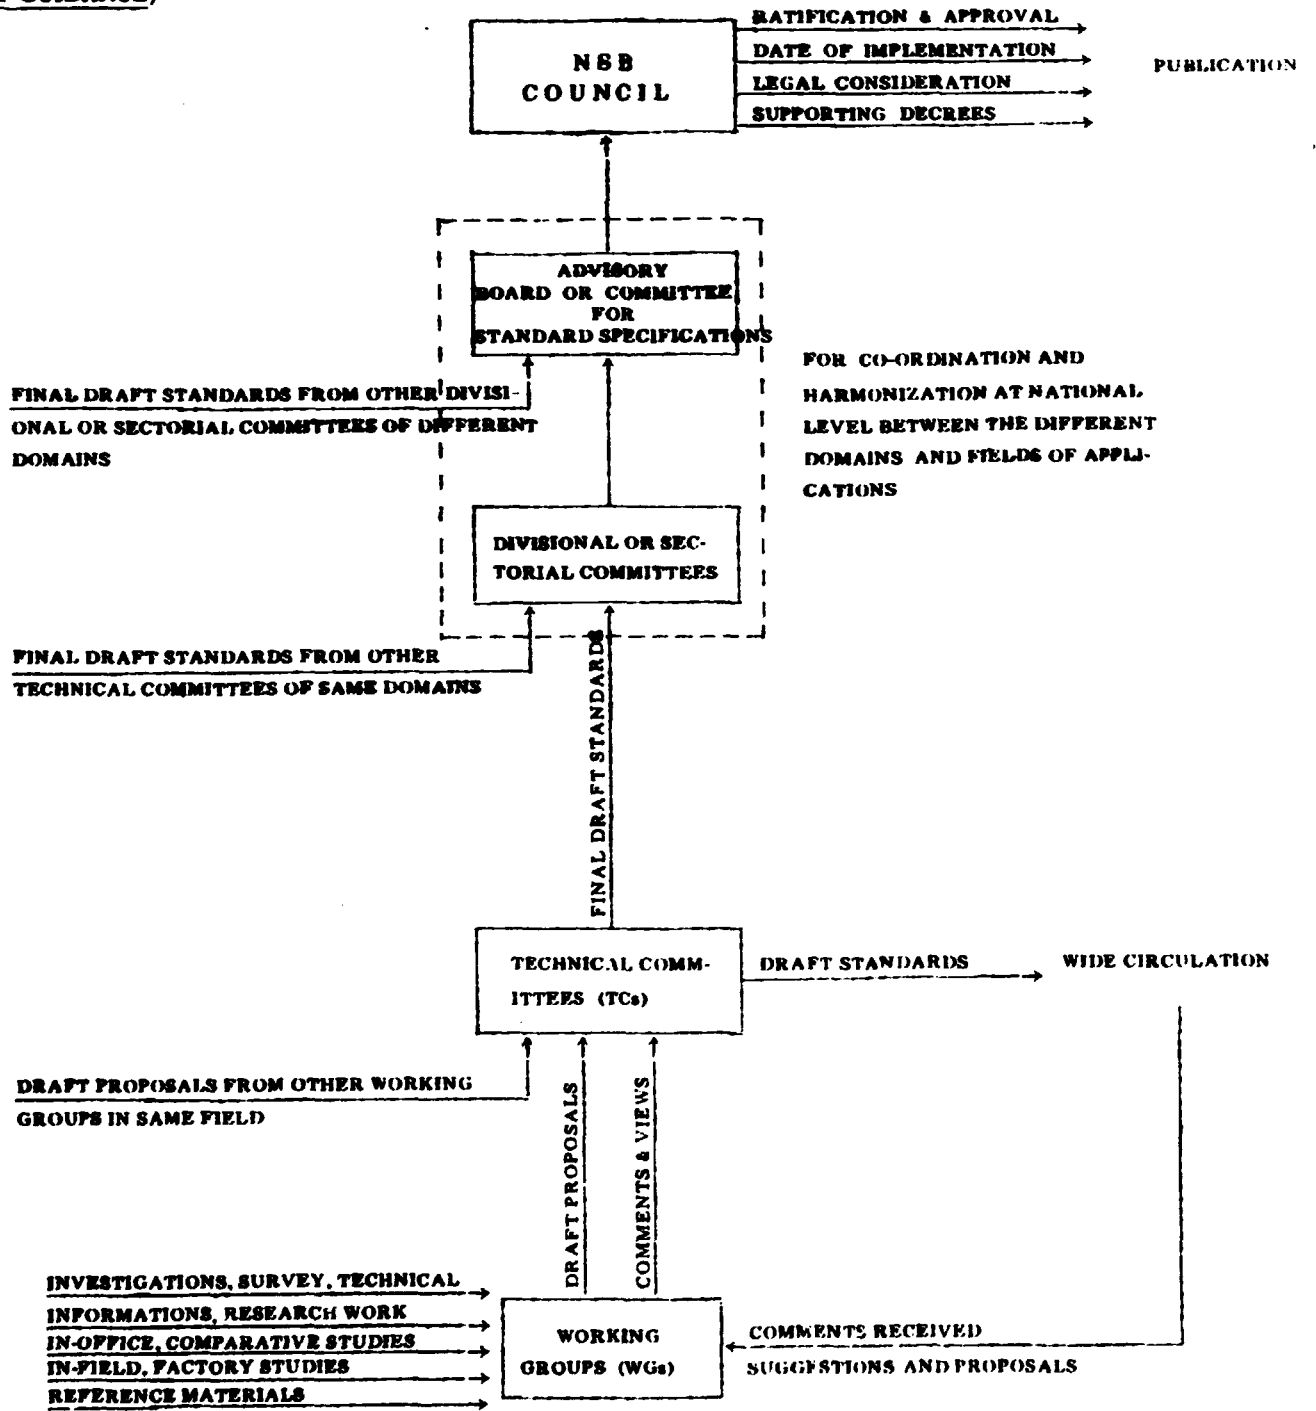 RATIFICATION & APPROVAL
DATE OF IMPLEMENTATION
LEGAL CONSIDERATION
SUPPORTING DECREES
PUBLICATION
NSB
COUNCIL
ADVISORY
BOARD OR COMMITTEE
FOR
STANDARD SPECIFICATIONS
FOR CO-ORDINATION AND
HARMONIZATION AT NATIONAL
LEVEL BETWEEN THE DIFFERENT
DOMAINS AND FIELDS OF APPLI-
CATIONS
FINAL DRAFT STANDARDS FROM OTHER DIVISI-
ONAL OR SECTORIAL COMMITTEES OF DIFFERENT
DOMAINS
DIVISIONAL OR SEC-
TORIAL COMMITTEES
FINAL DRAFT STANDARDS FROM OTHER
TECHNICAL COMMITTEES OF SAME DOMAINS
FINAL DRAFT STANDARDS
TECHNICAL COMM-
ITTEES (TCs)
DRAFT STANDARDS
WIDE CIRCULATION
DRAFT PROPOSALS FROM OTHER WORKING
GROUPS IN SAME FIELD
DRAFT PROPOSALS
COMMENTS & VIEWS
INVESTIGATIONS, SURVEY, TECHNICAL
INFORMATIONS, RESEARCH WORK
IN-OFFICE, COMPARATIVE STUDIES
IN-FIELD, FACTORY STUDIES
REFERENCE MATERIALS
WORKING
GROUPS (WGs)
COMMENTS RECEIVED
SUGGESTIONS AND PROPOSALS